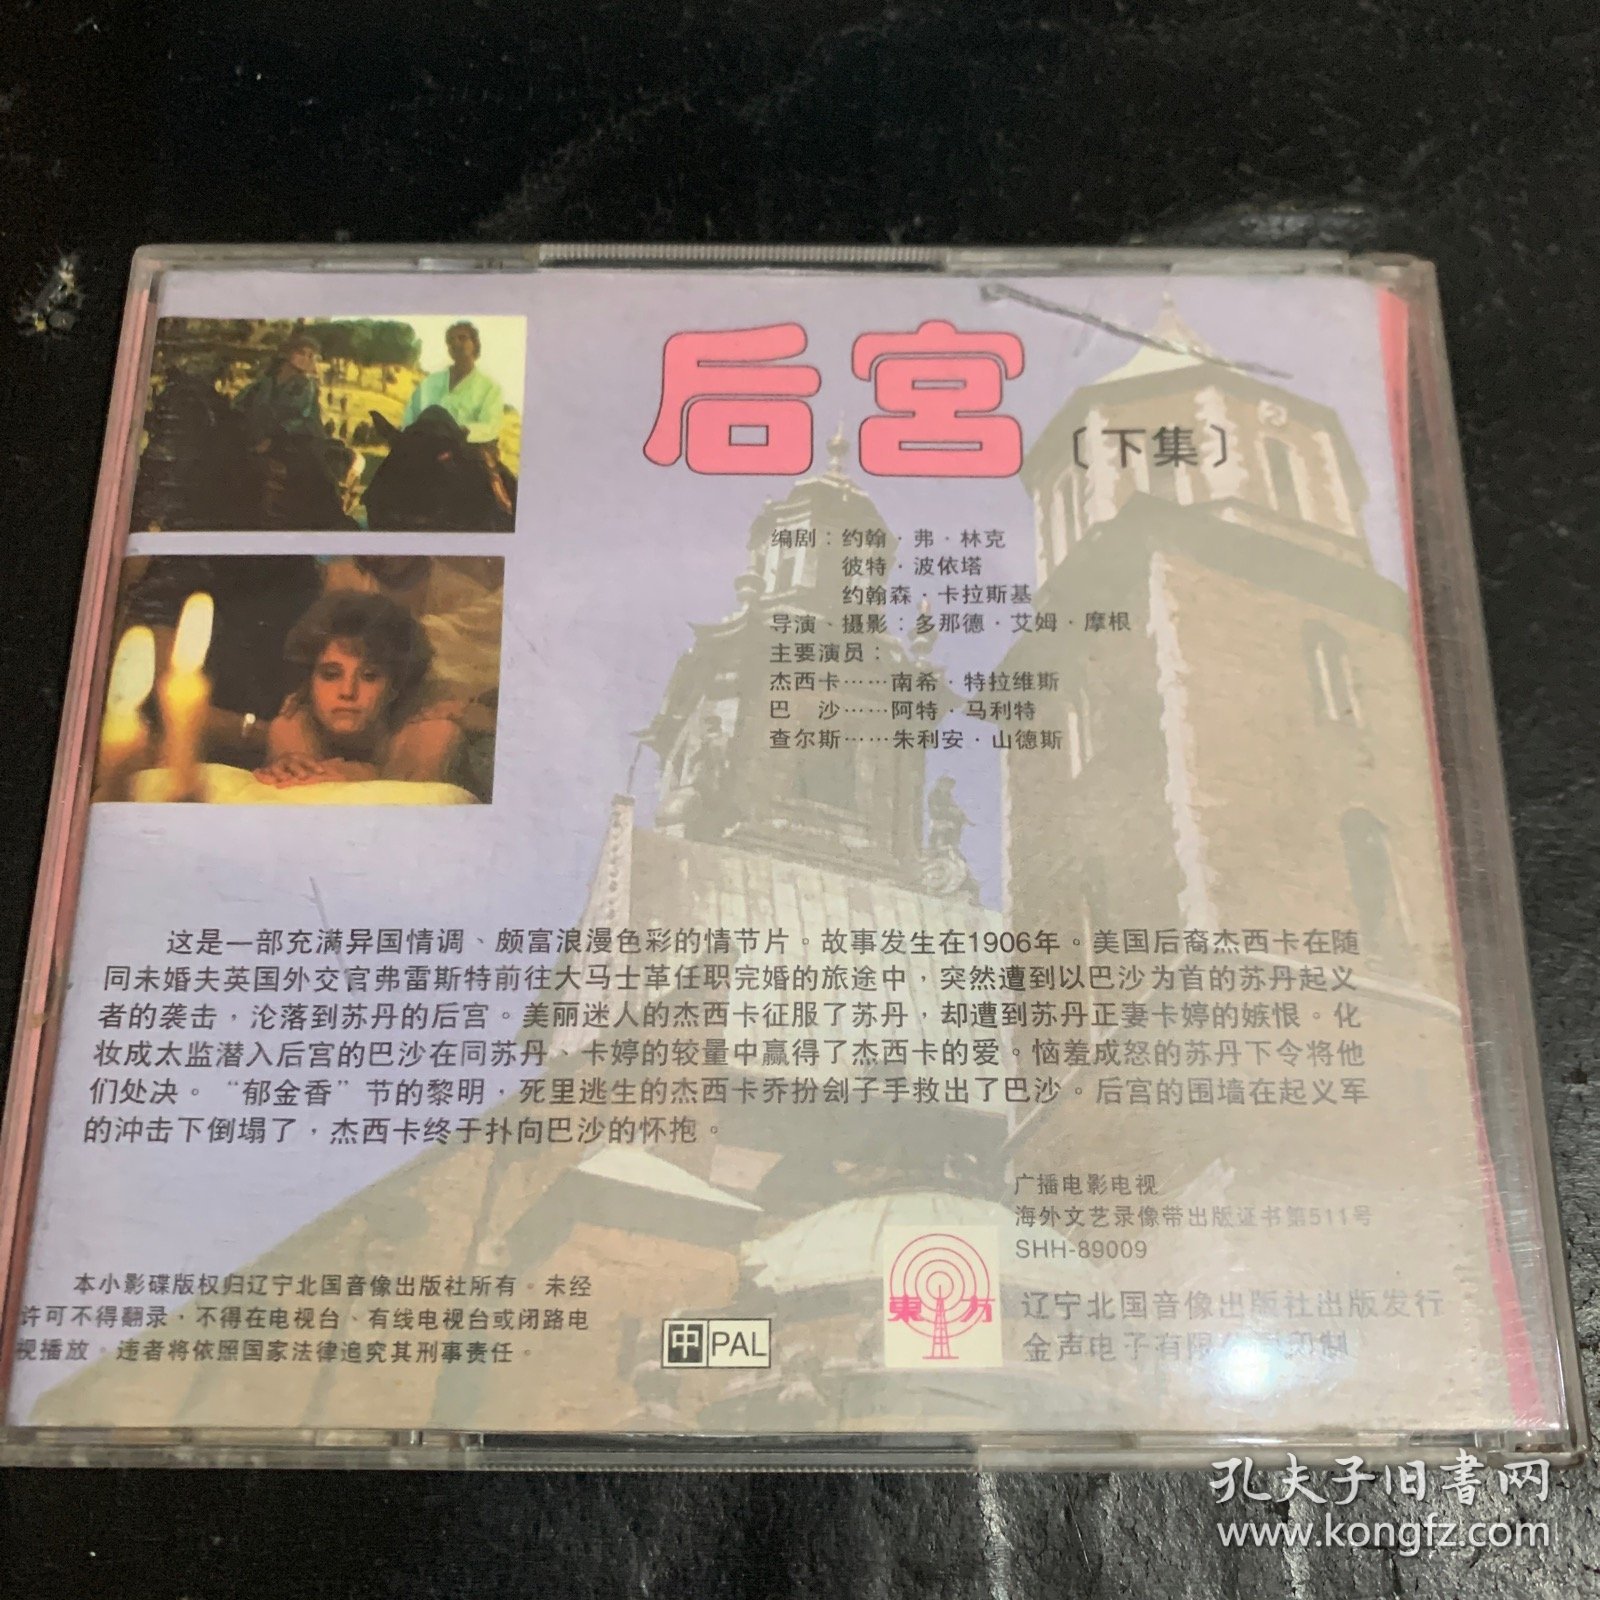 后宫
〔下集〕
编剧：约翰·弗·林克
彼特·波依塔
约翰森·卡拉斯基
导演、摄影：多那德·艾姆·摩根
主要演员：
杰西卡……南希·特拉维斯
巴　沙……阿特·马利特
查尔斯……朱利安·山德斯
这是一部充满异国情调、颇富浪漫色彩的情节片。故事发生在1906年。美国后裔杰西卡在随
同未婚夫英国外交官弗雷斯特前往大马士革任职完婚的旅途中，突然遭到以巴沙为首的苏丹起义
者的袭击，沦落到苏丹的后宫。美丽迷人的杰西卡征服了苏丹，却遭到苏丹正妻卡婷的嫉恨。化
妆成太监潜入后宫的巴沙在同苏丹、卡婷的较量中赢得了杰西卡的爱。恼羞成怒的苏丹下令将他
们处决。“郁金香”节的黎明，死里逃生的杰西卡乔扮刽子手救出了巴沙。后宫的围墙在起义军
的冲击下倒塌了，杰西卡终于扑向巴沙的怀抱。
广播电影电视
海外文艺录像带出版证书第511号
SHH-89009
本小影碟版权归辽宁北国音像出版社所有。未经
许可不得翻录，不得在电视台、有线电视台或闭路电
视播放。违者将依照国家法律追究其刑事责任。
中 PAL
東方
辽宁北国音像出版社出版发行
金声电子有限公司印制
孔夫子旧书网
www.kongfz.com